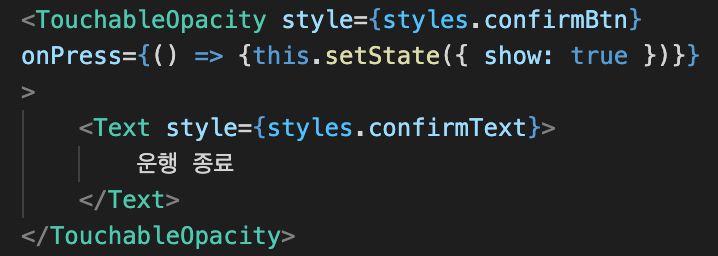 <TouchableOpacity style={styles.confirmBtn}
onPress={() => {this.setState({ show: true })}}
>
<Text style={styles.confirmText}>
운행 종료
</Text>
</TouchableOpacity>